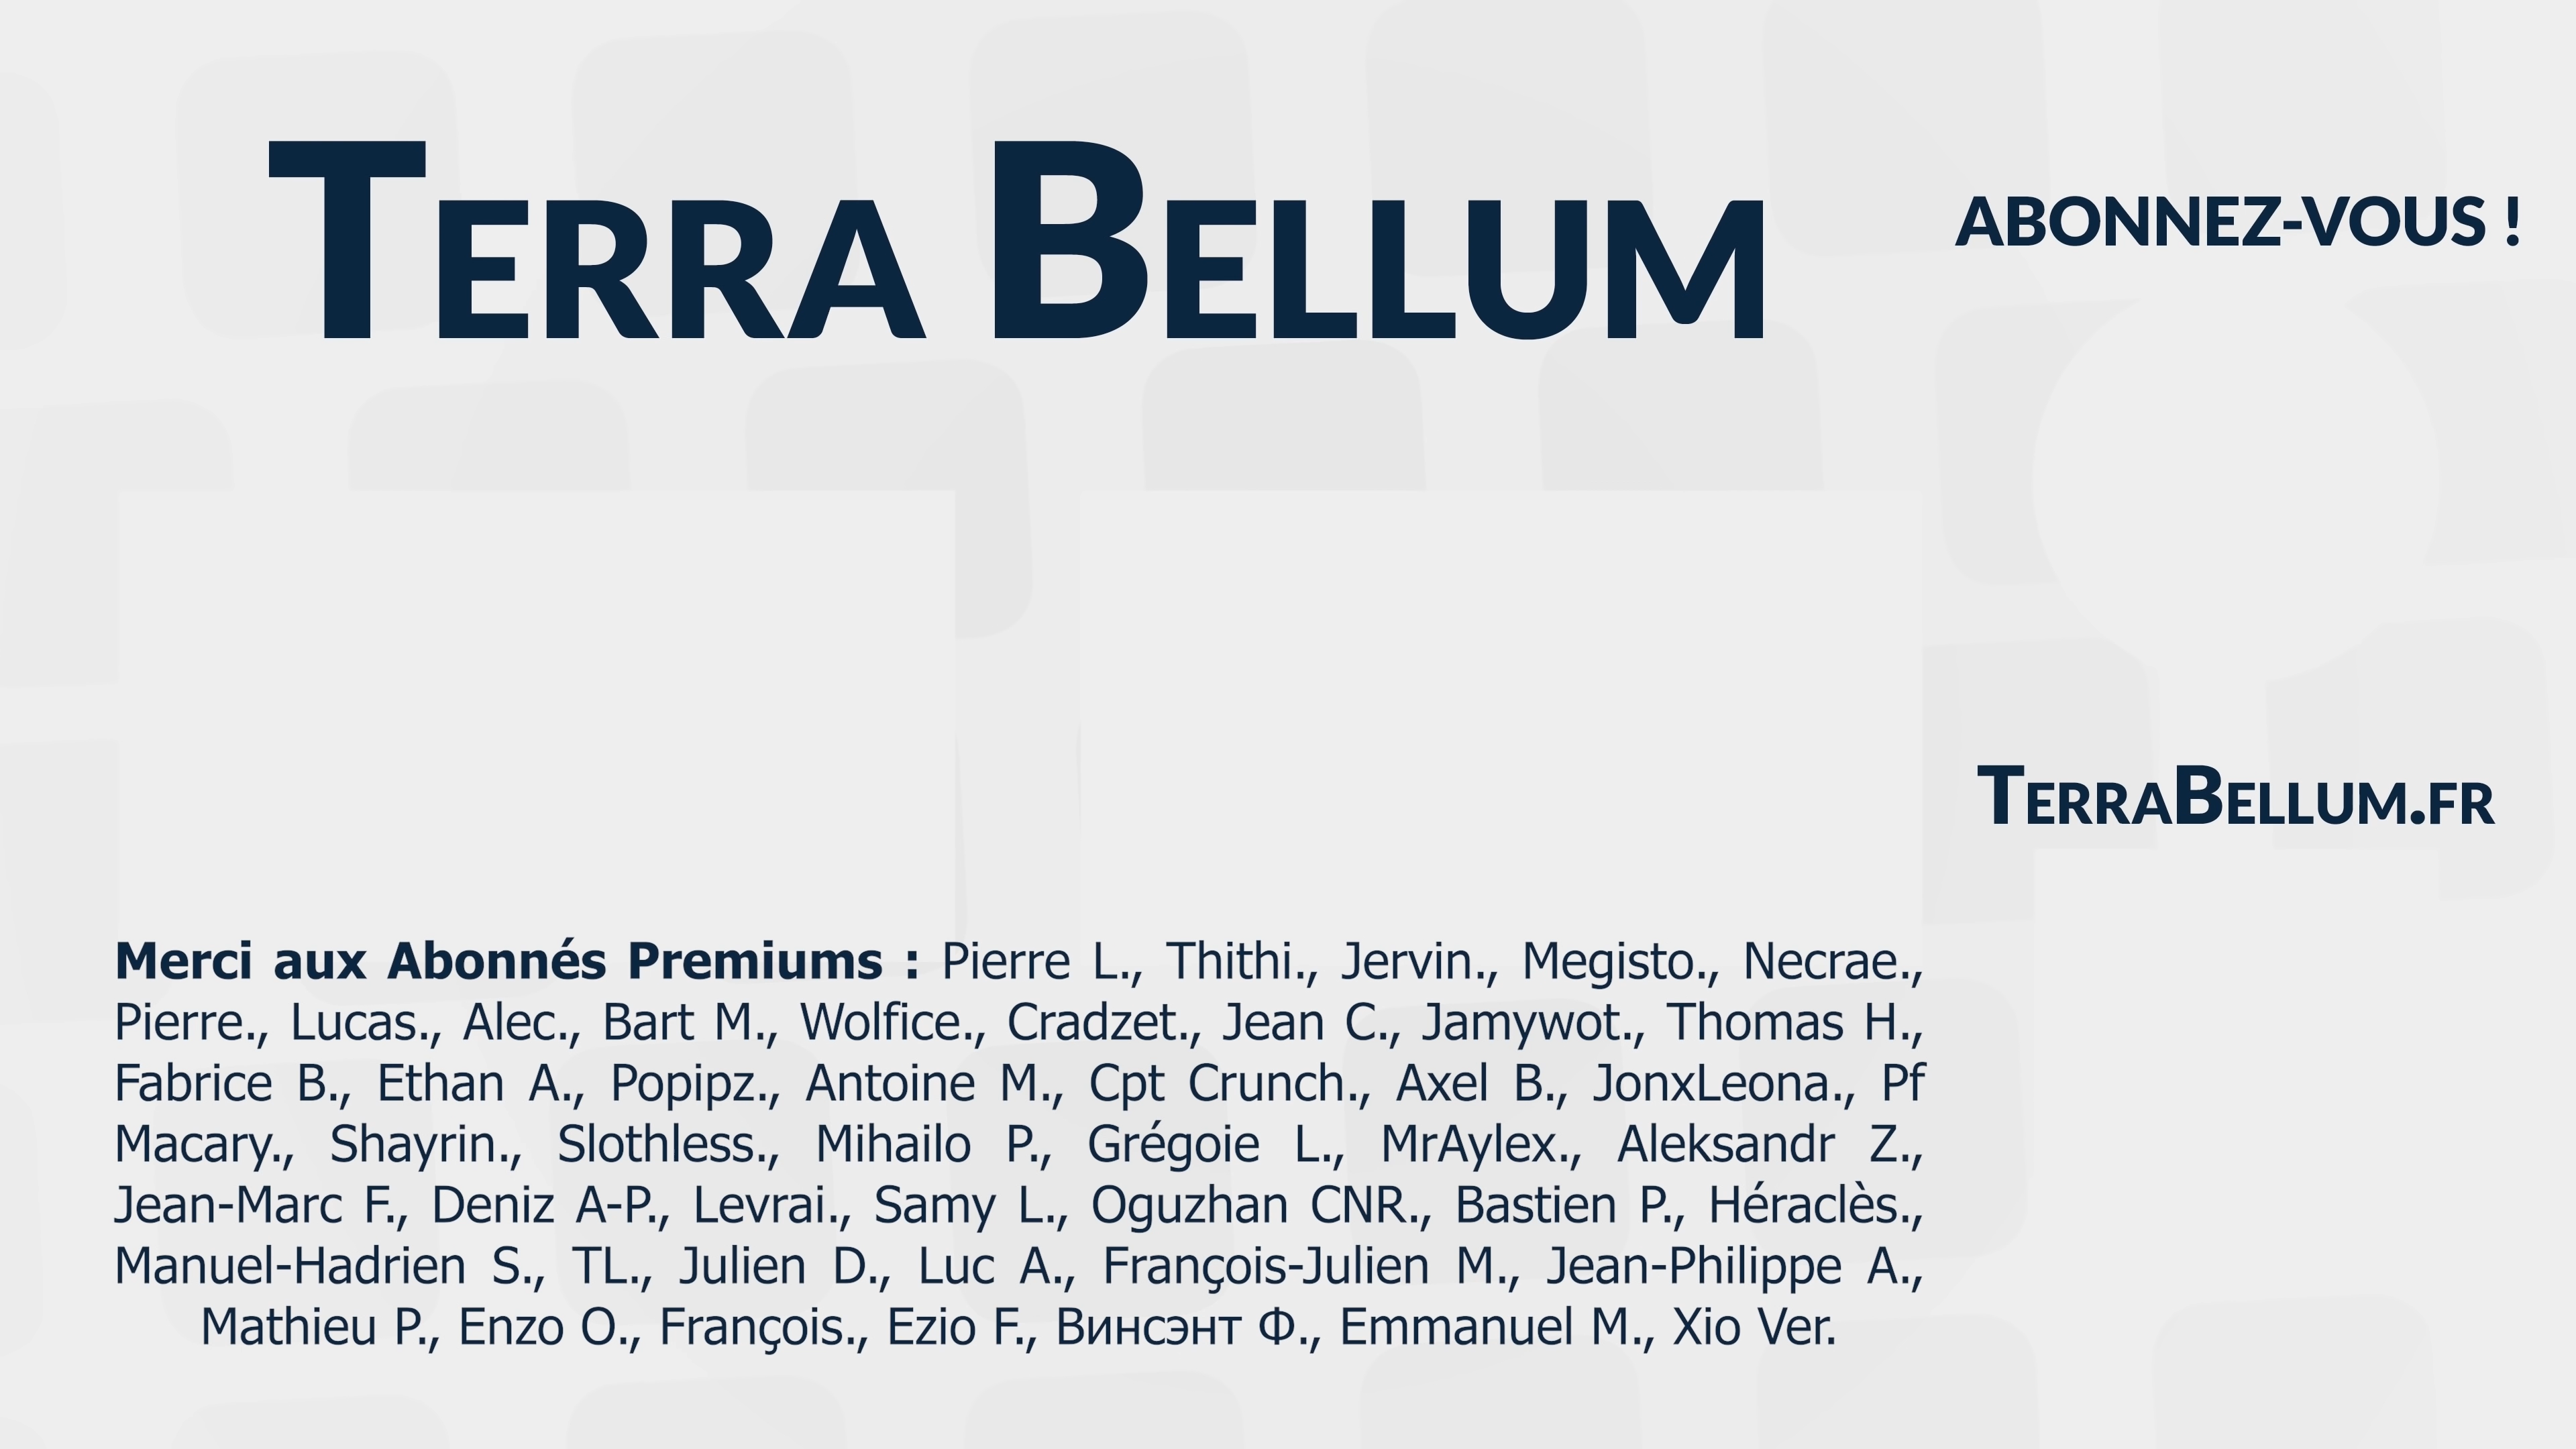 TERRA BELLUM
ABONNEZ-VOUS !
TERRABELLUM.FR
Merci aux Abonnés Premiums : Pierre L., Thithi., Jervin., Megisto., Necrae.,
Pierre., Lucas., Alec., Bart M., Wolfice., Cradzet., Jean C., Jamywot., Thomas H.,
Fabrice B., Ethan A., Popipz., Antoine M., Cpt Crunch., Axel B., JonxLeona., Pf
Macary., Shayrin., Slothless., Mihailo P., Grégoie L., MrAylex., Aleksandr Z.,
Jean-Marc F., Deniz A-P., Levrai., Samy L., Oguzhan CNR., Bastien P., Héraclès.,
Manuel-Hadrien S., TL., Julien D., Luc A., François-Julien M., Jean-Philippe A.,
Mathieu P., Enzo O., François., Ezio F., Винсэнт Ф., Emmanuel M., Xio Ver.